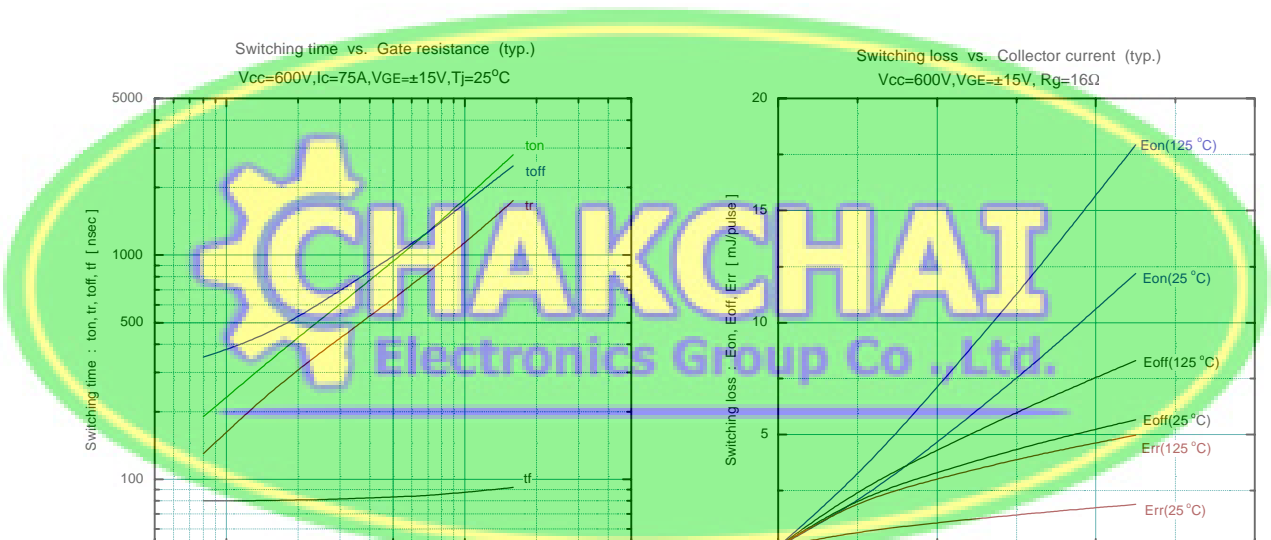 Switching time vs. Gate resistance (typ.)
Vcc=600V,Ic=75A,VGE=±15V,Tj=25°C
5000
1000
500
100
Switching time : ton, tr, toff, tf [ nsec ]
ton
toff
tr
tf
Switching loss vs. Collector current (typ.)
Vcc=600V,VGE=±15V, Rg=16Ω
20
15
10
5
Switching loss : Eon, Eoff, Err [ mJ/pulse ]
Eon(125 °C)
Eon(25 °C)
Eoff(125 °C)
Eoff(25 °C)
Err(125 °C)
Err(25 °C)
CHAKCHAI
Electronics Group Co .,Ltd.